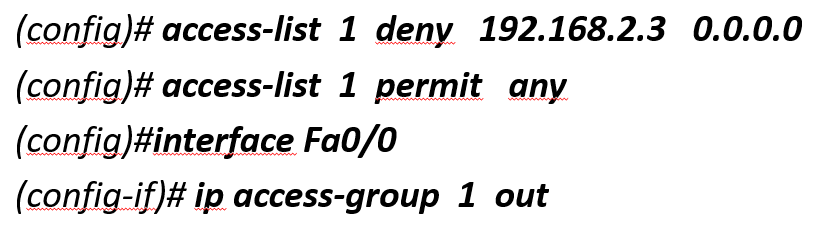 (config)# access-list 1 deny 192.168.2.3 0.0.0.0
(config)# access-list 1 permit any
(config)#interface Fa0/0
(config-if)# ip access-group 1 out